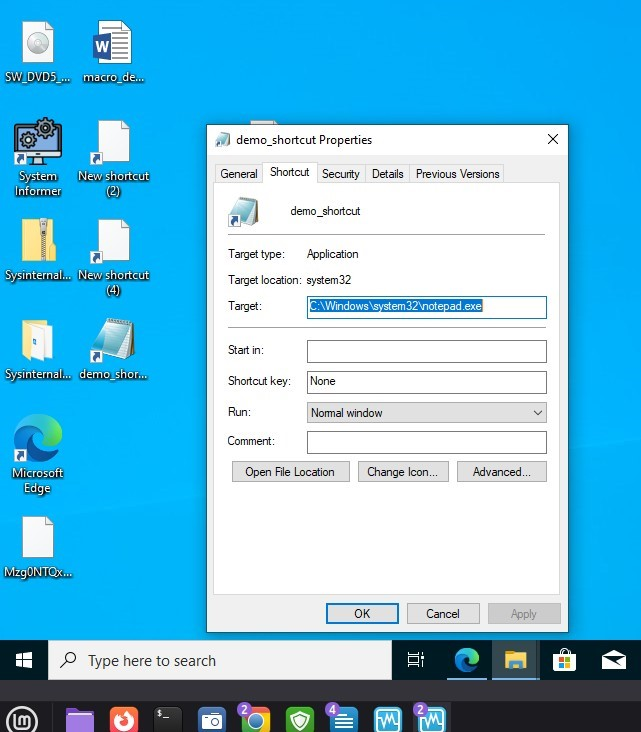 SW_DVD5_...
macro_de...
System
Informer
New shortcut
(2)
Sysinternal...
New shortcut
(4)
Sysinternal...
demo_shor...
Microsoft
Edge
Mzg0NTQx...
demo_shortcut Properties
General Shortcut Security Details Previous Versions
demo_shortcut
Target type: Application
Target location: system32
Target: C:\Windows\system32\notepad.exe
Start in:
Shortcut key: None
Run: Normal window
Comment:
Open File Location Change Icon... Advanced...
OK Cancel Apply
Type here to search
$_
2
4
2